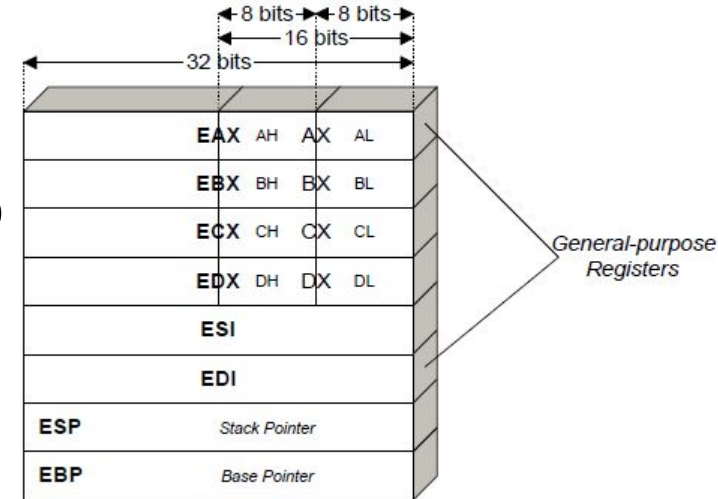 8 bits 8 bits
16 bits
32 bits
EAX AH AX AL
EBX BH BX BL
)
ECX CH CX CL
General-purpose
Registers
EDX DH DX DL
ESI
EDI
ESP Stack Pointer
EBP Base Pointer